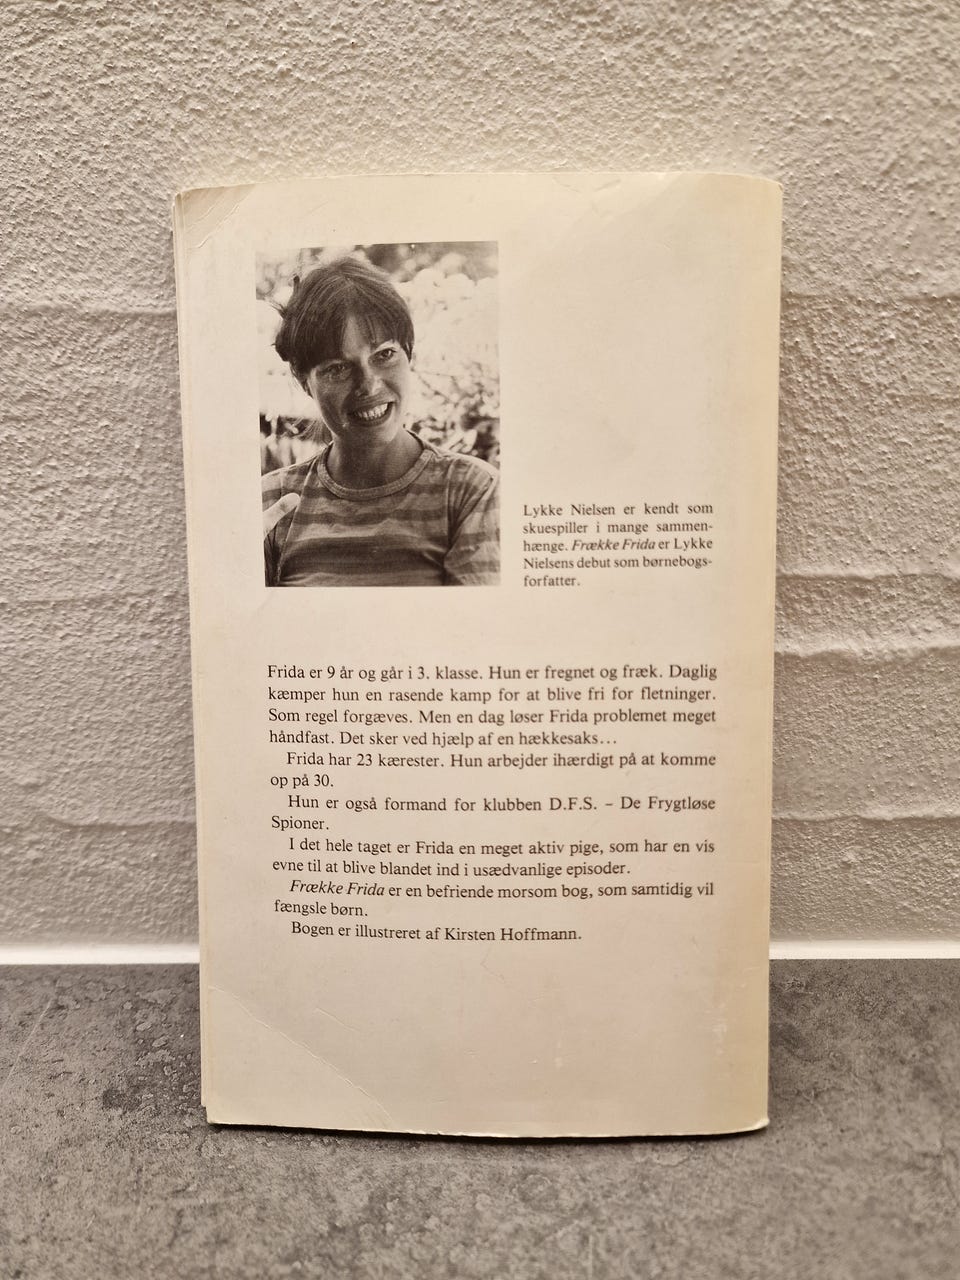 Lykke Nielsen er kendt som
skuespiller i mange sammen-
hænge. Frække Frida er Lykke
Nielsens debut som børnebogs-
forfatter.
Frida er 9 år og går i 3. klasse. Hun er fregnet og fræk. Daglig
kæmper hun en rasende kamp for at blive fri for fletninger.
Som regel forgæves. Men en dag løser Frida problemet meget
håndfast. Det sker ved hjælp af en hækkesaks...
Frida har 23 kærester. Hun arbejder ihærdigt på at komme
op på 30.
Hun er også formand for klubben D.F.S. – De Frygtløse
Spioner.
I det hele taget er Frida en meget aktiv pige, som har en vis
evne til at blive blandet ind i usædvanlige episoder.
Frække Frida er en befriende morsom bog, som samtidig vil
fængsle børn.
Bogen er illustreret af Kirsten Hoffmann.